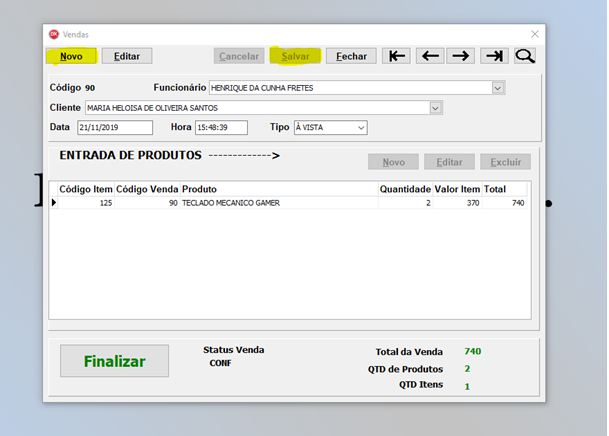 Vendas
Novo Editar Cancelar Salvar Fechar
Código 90 Funcionário HENRIQUE DA CUNHA FRETES
Cliente MARIA HELOISA DE OLIVEIRA SANTOS
Data 21/11/2019 Hora 15:48:39 Tipo À VISTA
ENTRADA DE PRODUTOS ------------->
Novo Editar Excluir
Código Item Código Venda Produto Quantidade Valor Item Total
125 90 TECLADO MECANICO GAMER 2 370 740
Finalizar
Status Venda
CONF
Total da Venda 740
QTD de Produtos 2
QTD Itens 1